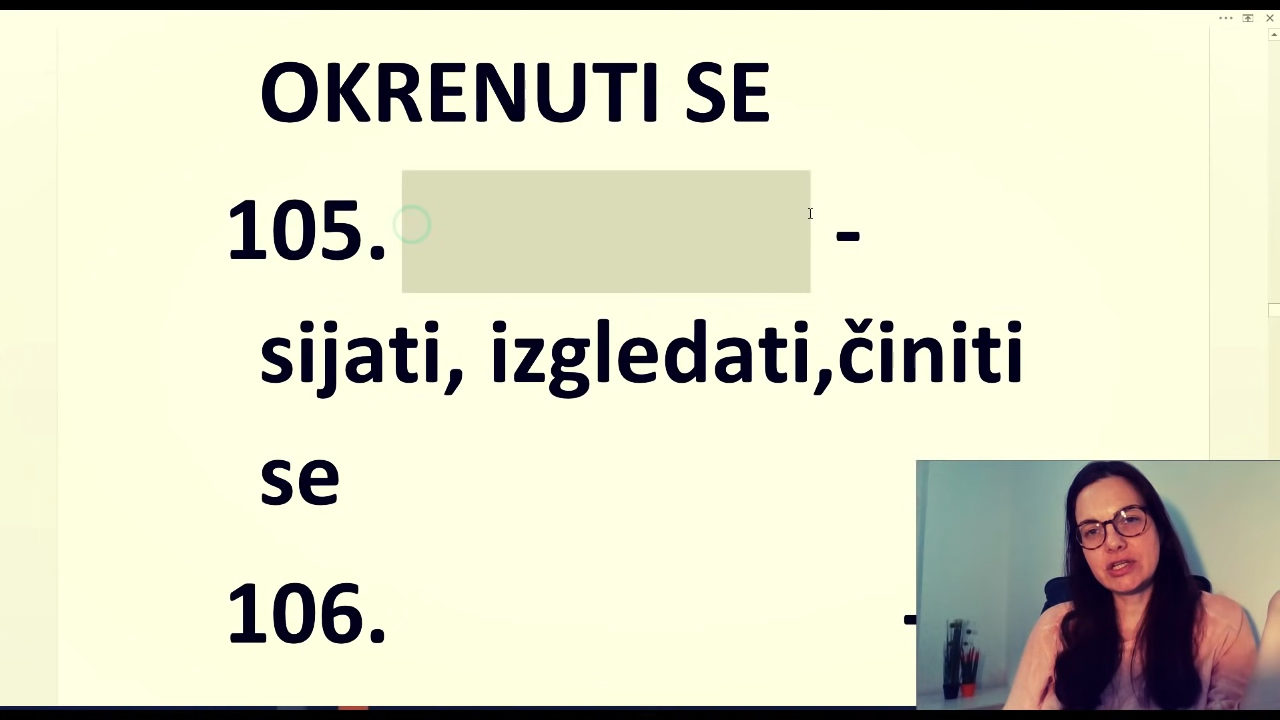 OKRENUTI SE
105. -
sijati, izgledati,činiti
se
106. -